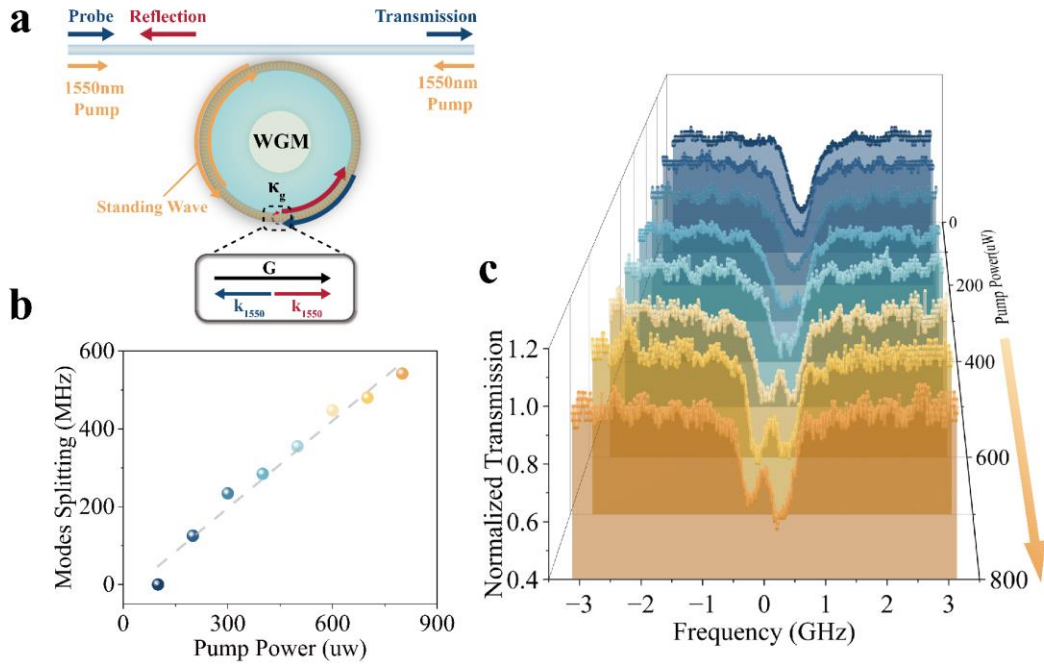 a
Probe
Reflection
Transmission
1550nm
Pump
1550nm
Pump
WGM
Standing Wave
κg
G
k1550
k1550
b
600
400
200
0
0
300
600
900
Modes Splitting (MHz)
Pump Power (uw)
c
0
200
400
600
800
Pump Power(uW)
1.2
1.0
0.8
0.6
0.4
Normalized Transmission
−3
−2
−1
0
1
2
3
Frequency (GHz)